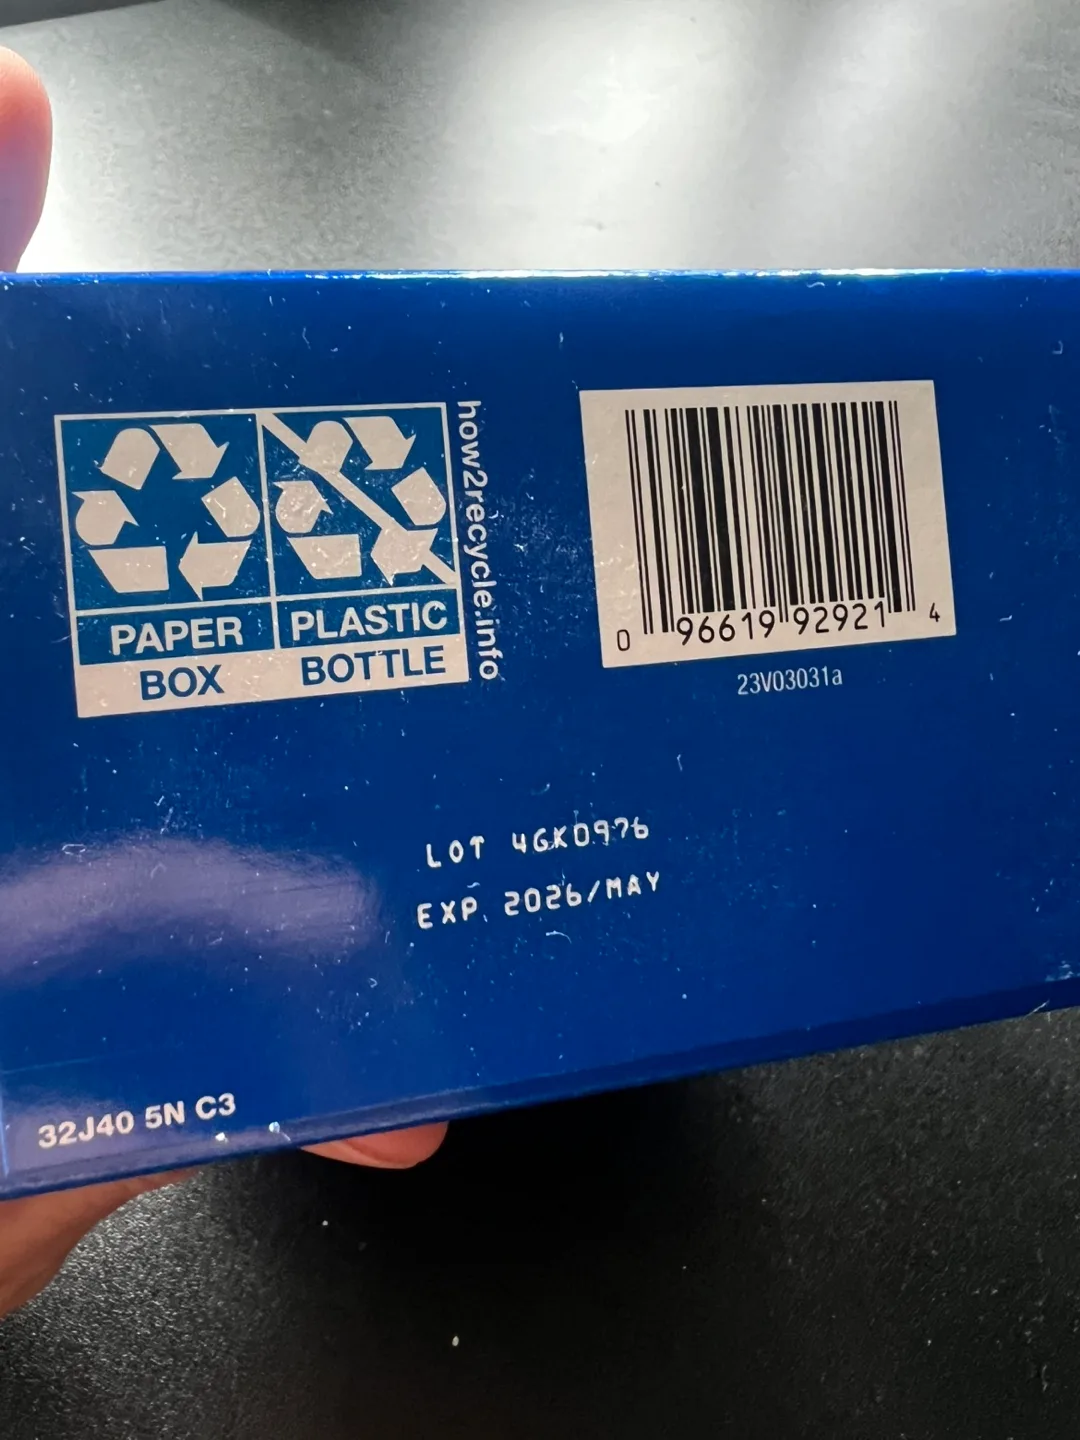 PAPER
BOX
PLASTIC
BOTTLE
how2recycle.info
0 96619 92921 4
23V03031a
LOT 4GK0976
EXP. 2026/MAY
32J40 5N C3